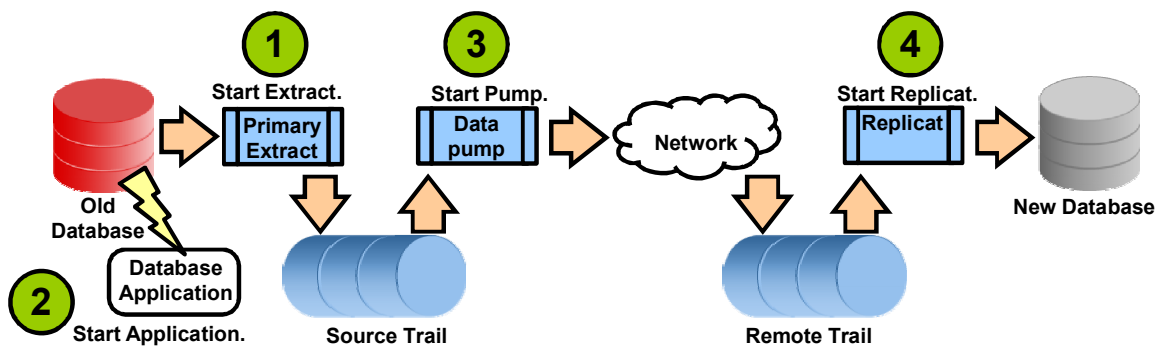 1
Start Extract.
Primary
Extract
3
Start Pump.
Data
pump
Network
4
Start Replicat.
Replicat
Old
Database
New Database
2
Database
Application
Start Application.
Source Trail
Remote Trail